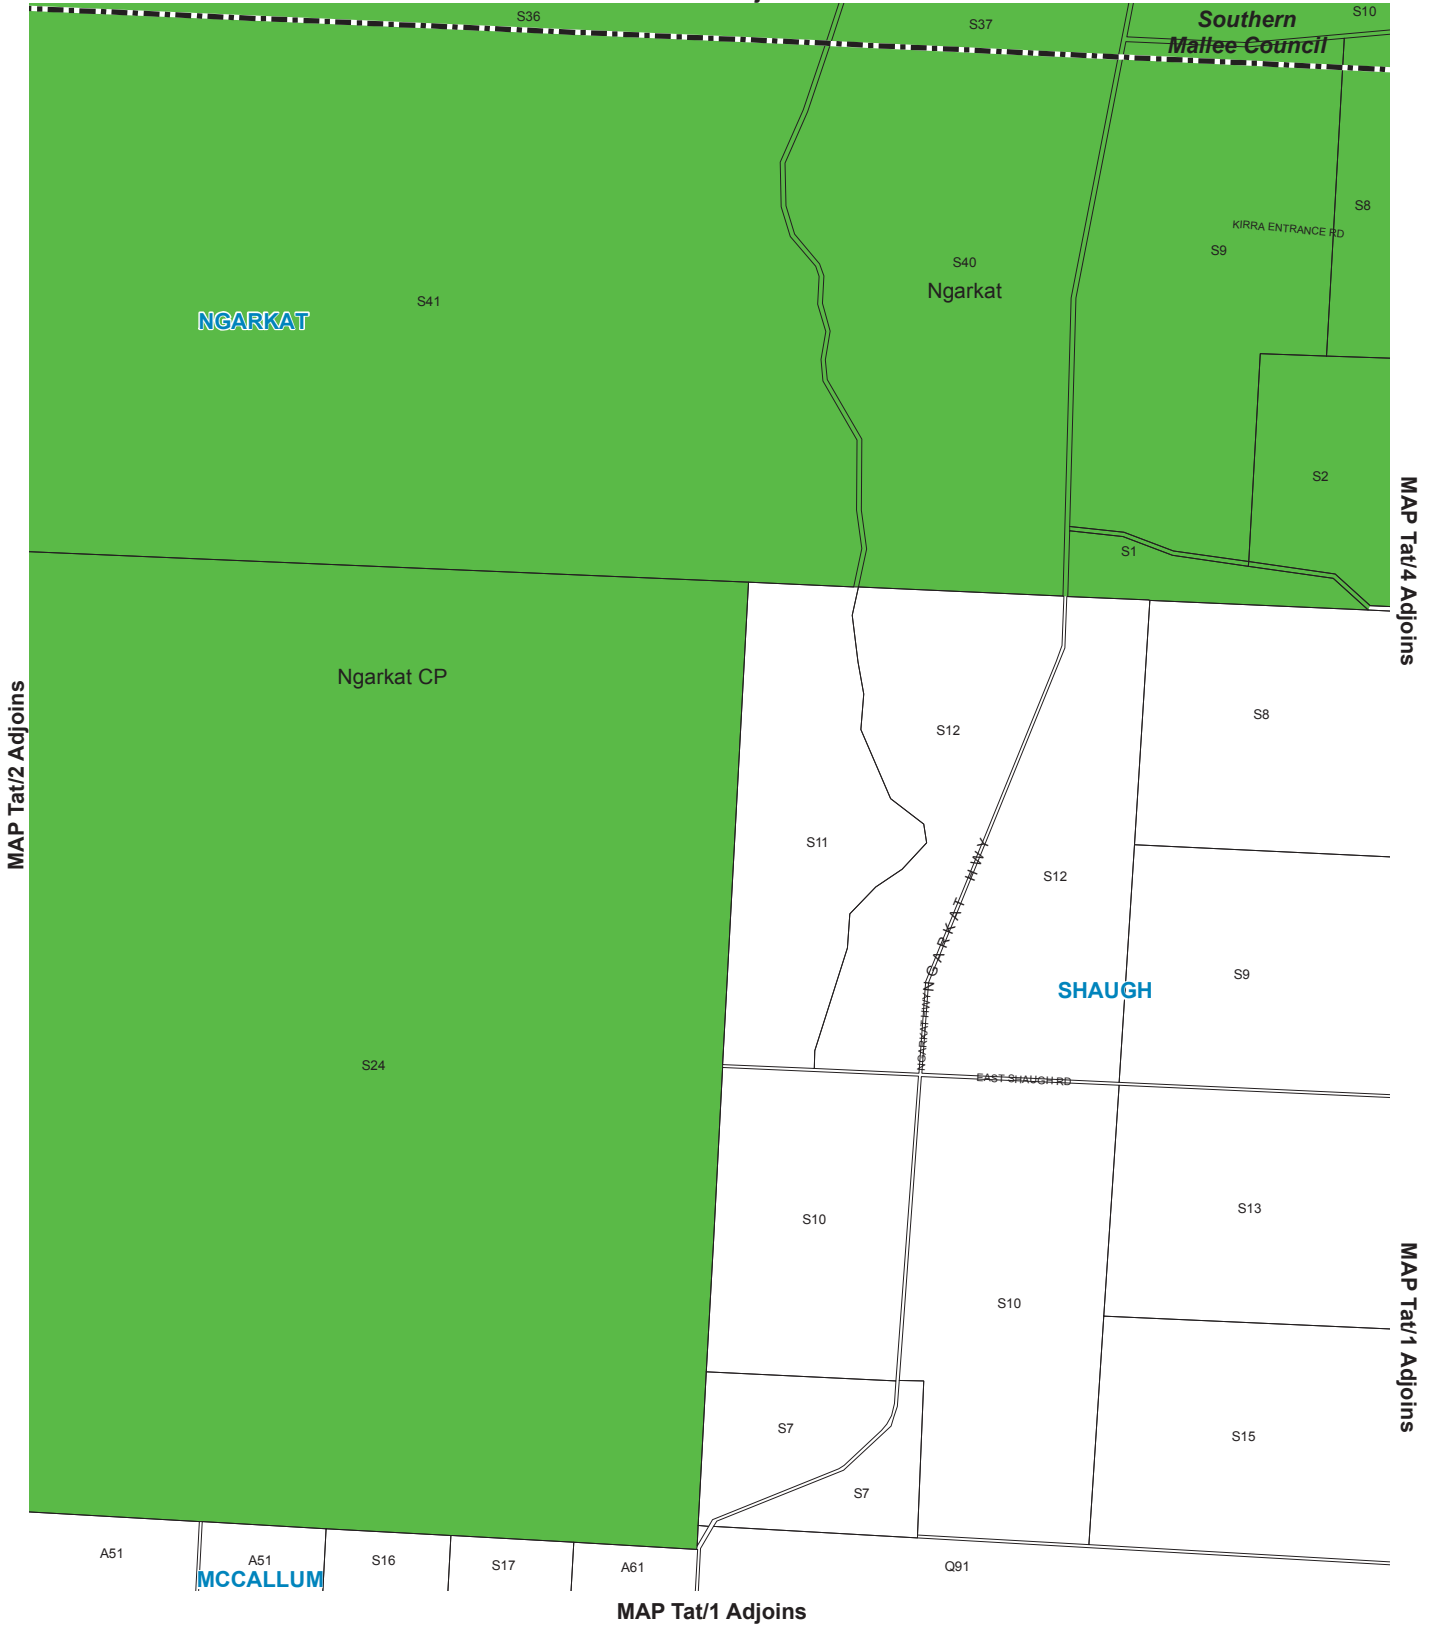 S36
S37
S10
Southern
Mallee Council
S8
KIRRA ENTRANCE RD
S9
S40
Ngarkat
S41
NGARKAT
S2
MAP Tat/4 Adjoins
S1
Ngarkat CP
MAP Tat/2 Adjoins
S8
S12
S11
NGARKAT HWY
S12
S9
SHAUGH
NGARKAT HWY
S24
EAST SHAUGH RD
S13
S10
S10
MAP Tat/1 Adjoins
S7
S15
S7
A51
A51
S16
S17
A61
Q91
MCCALLUM
MAP Tat/1 Adjoins